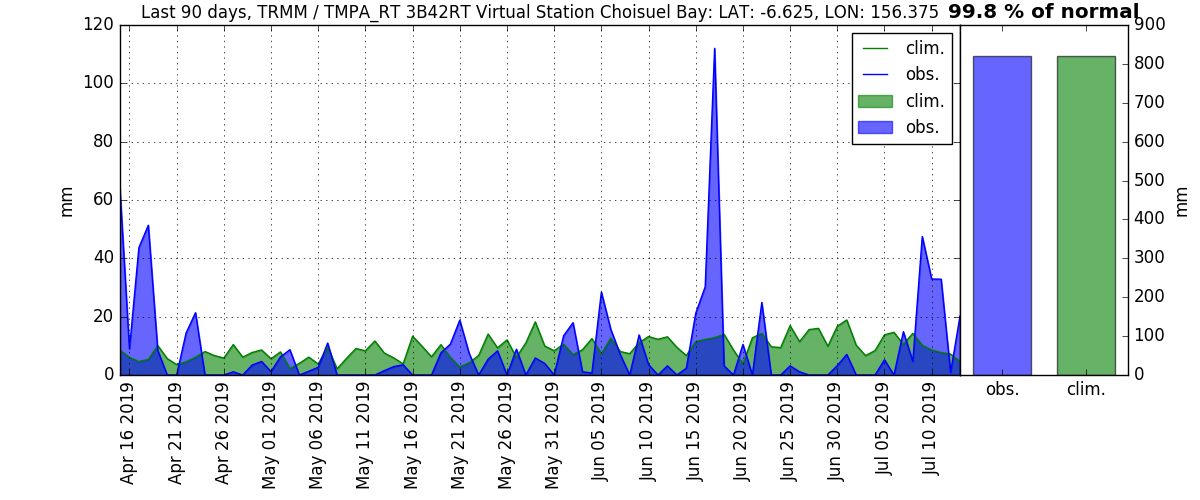 Last 90 days, TRMM / TMPA_RT 3B42RT Virtual Station Choisuel Bay: LAT: -6.625, LON: 156.375
99.8 % of normal
120
100
80
60
40
20
0
mm
clim.
obs.
clim.
obs.
900
800
700
600
500
400
300
200
100
0
mm
Apr 16 2019
Apr 21 2019
Apr 26 2019
May 01 2019
May 06 2019
May 11 2019
May 16 2019
May 21 2019
May 26 2019
May 31 2019
Jun 05 2019
Jun 10 2019
Jun 15 2019
Jun 20 2019
Jun 25 2019
Jun 30 2019
Jul 05 2019
Jul 10 2019
obs.
clim.